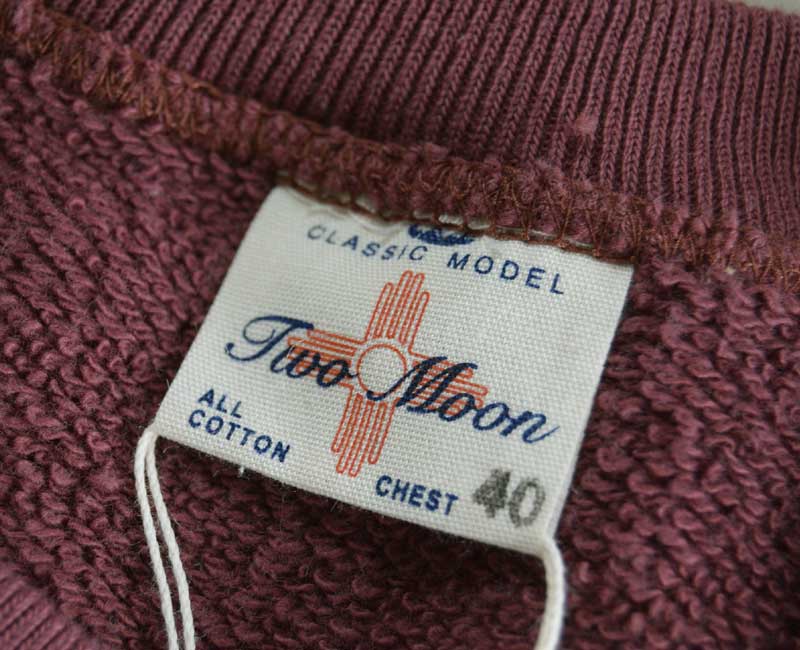 CLASSIC MODEL
Two Moon
ALL
COTTON
CHEST 40